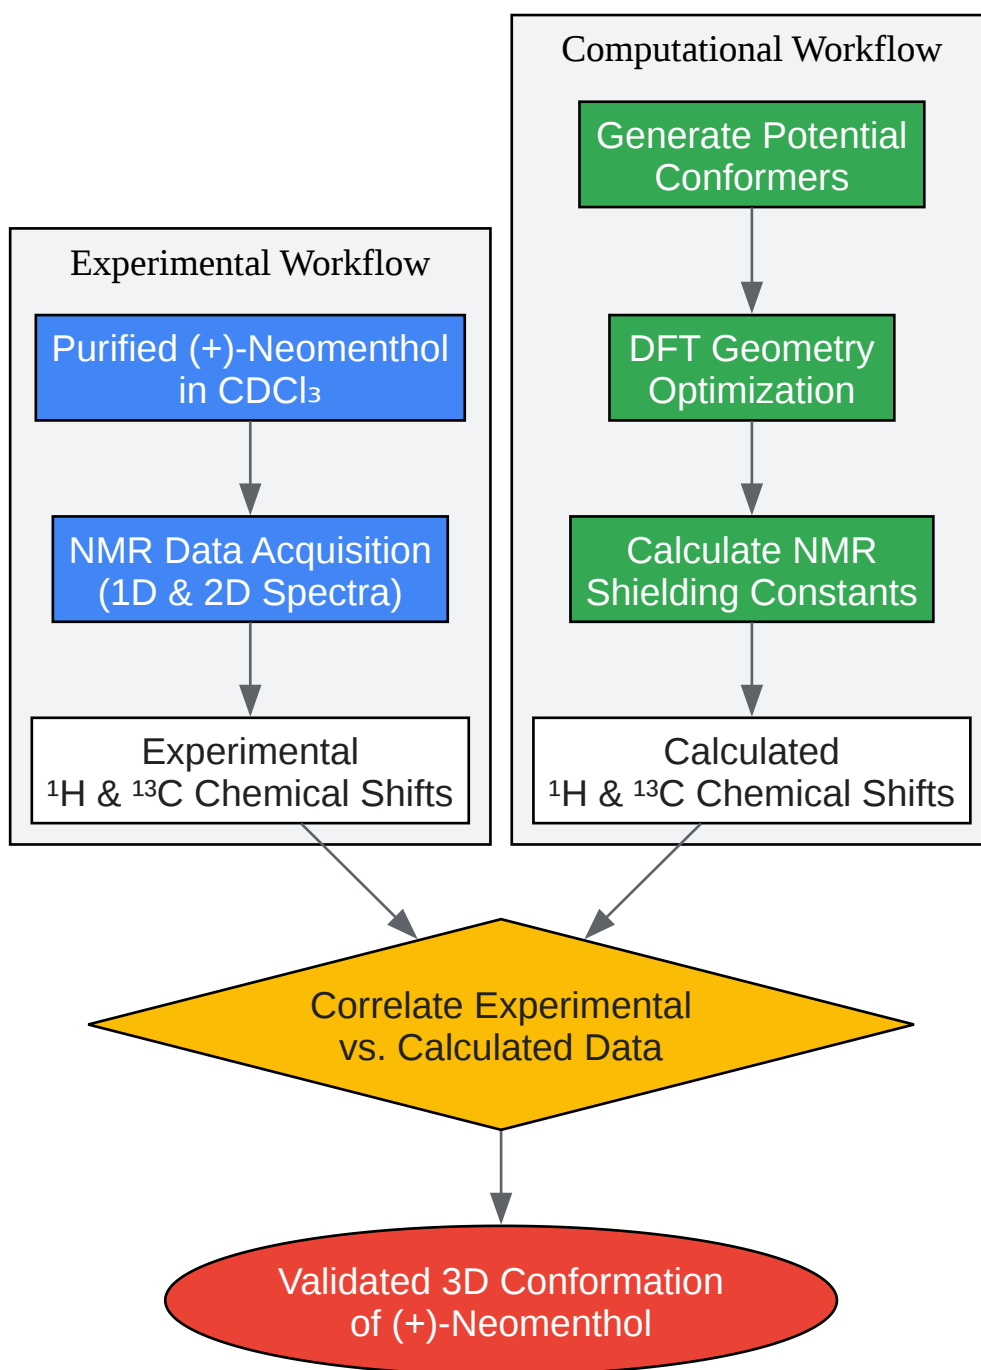 Computational Workflow
Generate Potential
Conformers
Experimental Workflow
Purified (+)-Neomenthol
in CDCl₃
DFT Geometry
Optimization
NMR Data Acquisition
(1D & 2D Spectra)
Calculate NMR
Shielding Constants
Experimental
¹H & ¹³C Chemical Shifts
Calculated
¹H & ¹³C Chemical Shifts
Correlate Experimental
vs. Calculated Data
Validated 3D Conformation
of (+)-Neomenthol